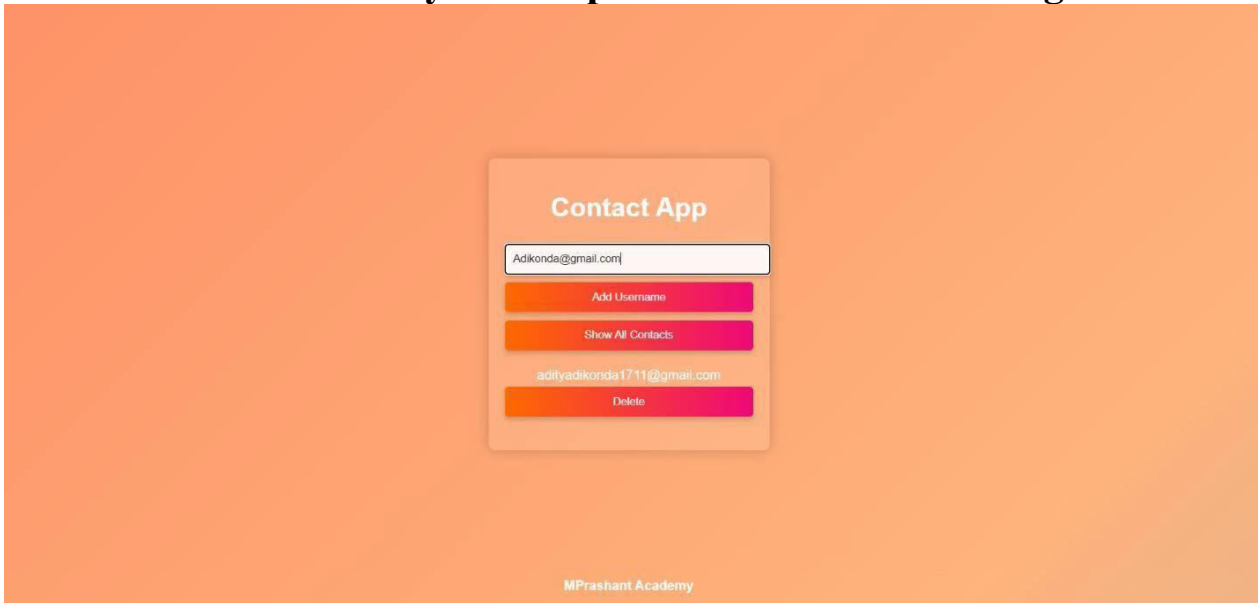 Contact App
Adikonda@gmail.com
Add Username
Show All Contacts
adityadikonda1711@gmail.com
Delete
MPrashant Academy